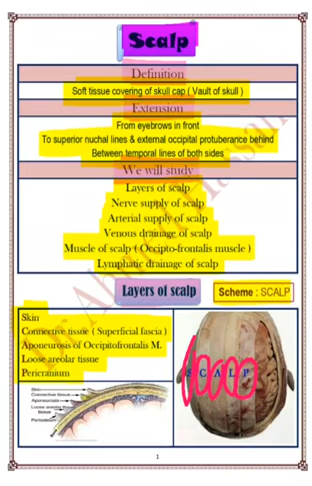 Scalp
Definition
Soft tissue covering of skull cap ( Vault of skull )
Extension
From eyebrows in front
To superior nuchal lines & external occipital protuberance behind
Between temporal lines of both sides
We will study
Layers of scalp
Nerve supply of scalp
Arterial supply of scalp
Venous drainage of scalp
Muscle of scalp ( Occipto-frontalis muscle )
Lymphatic drainage of scalp
Layers of scalp
Scheme : SCALP
Skin
Connective tissue ( Superficial fascia )
Aponeurosis of Occipitofrontalis M.
Loose areolar tissue
Pericranium
Skin
Connective tissue
Aponeurosis
Loose areolar
tissue
S C A L P
1